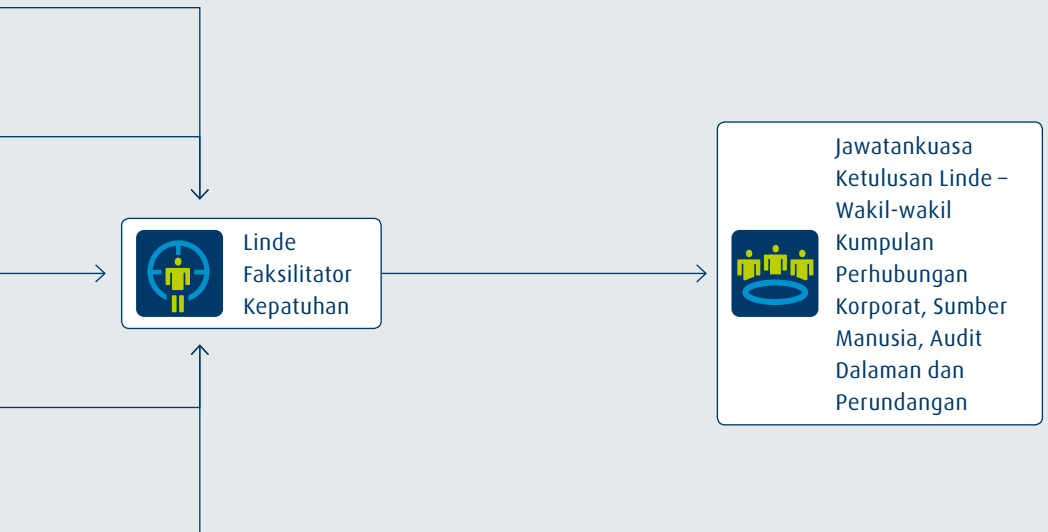 Linde
Faksilitator
Kepatuhan
Jawatankuasa
Ketulusan Linde –
Wakil-wakil
Kumpulan
Perhubungan
Korporat, Sumber
Manusia, Audit
Dalaman dan
Perundangan